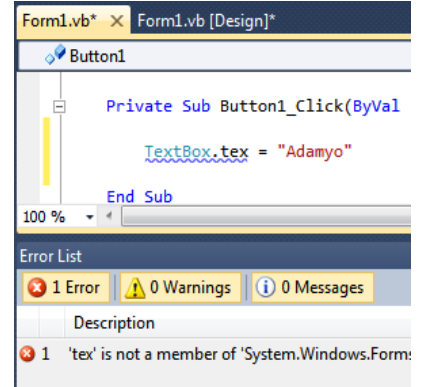 Form1.vb* × Form1.vb [Design]*
Button1
Private Sub Button1_Click(ByVal
TextBox.tex = "Adamyo"
End Sub
100 %
Error List
1 Error 0 Warnings 0 Messages
Description
1 'tex' is not a member of 'System.Windows.Forms